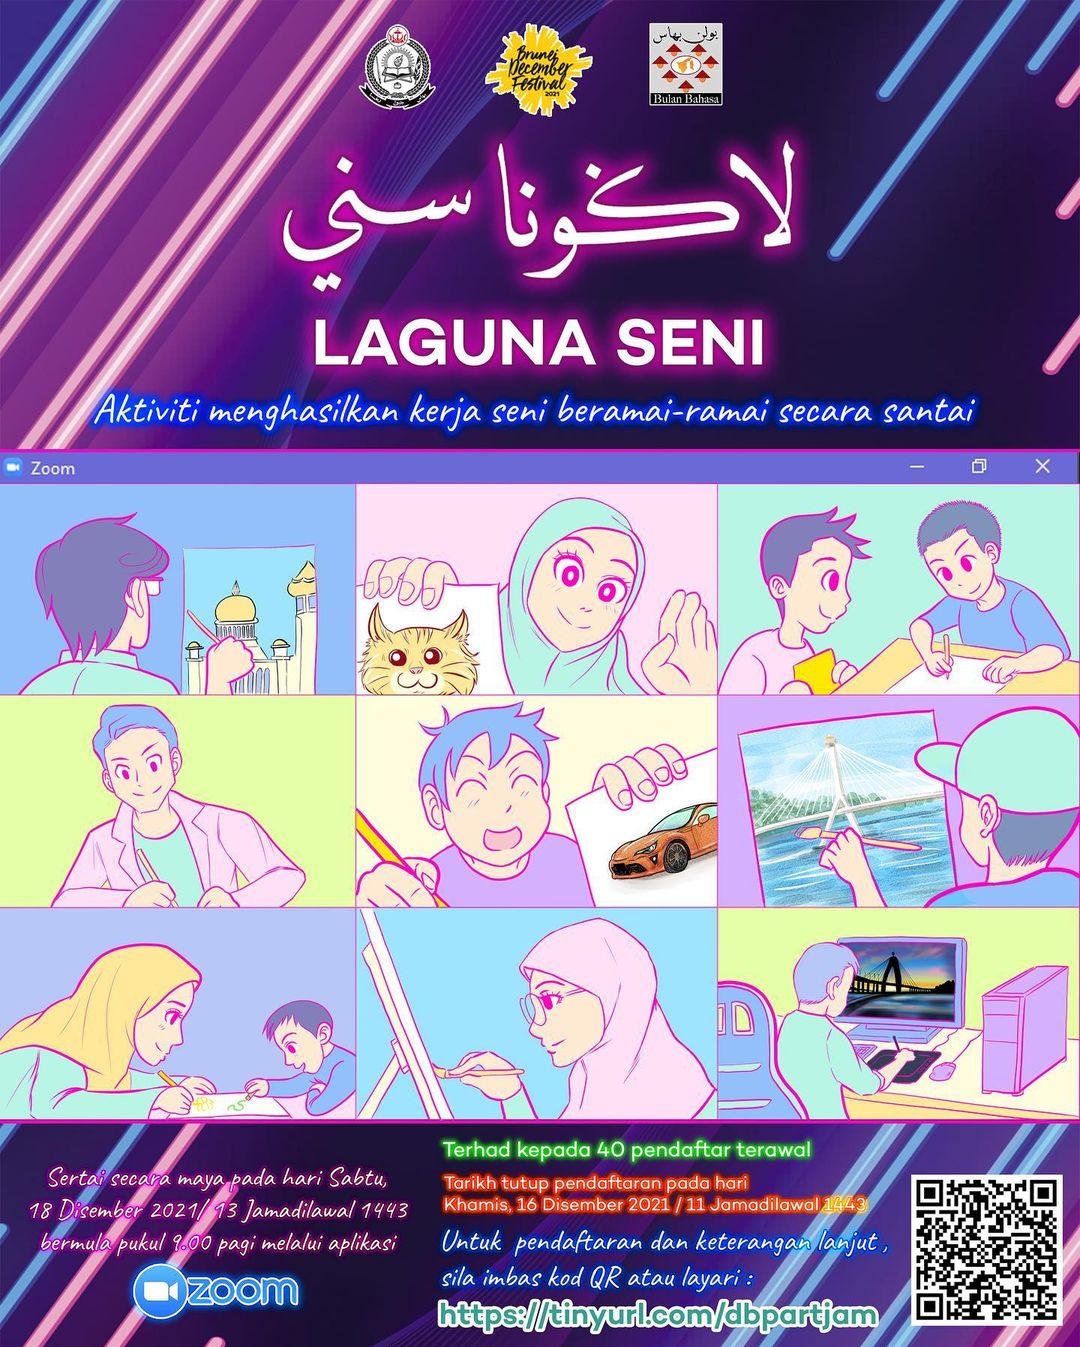 Brunei
December
Festival
2021
بولن بهاس
Bulan Bahasa
لاݢونا سني
LAGUNA SENI
Aktiviti menghasilkan kerja seni beramai-ramai secara santai
Zoom
Sertai secara maya pada hari Sabtu,
18 Disember 2021/ 13 Jamadilawal 1443
bermula pukul 9.00 pagi melalui aplikasi
zoom
Terhad kepada 40 pendaftar terawal
Tarikh tutup pendaftaran pada hari
Khamis, 16 Disember 2021 / 11 Jamadilawal 1443
Untuk pendaftaran dan keterangan lanjut,
sila imbas kod QR atau layari :
https://tinyurl.com/dbpartjam